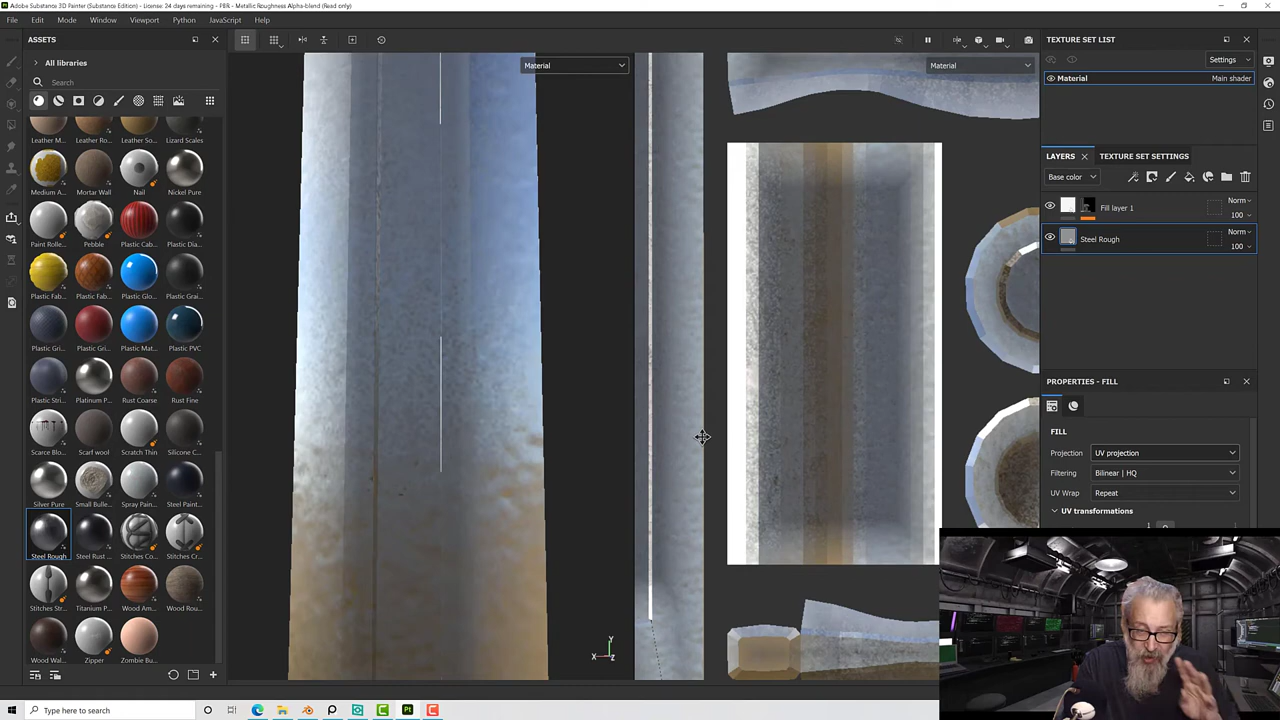 Adobe Substance 3D Painter (Substance Edition) - License: 24 days remaining - PBR - Metallic Roughness Alpha-blend (Read only)
File Edit Mode Window Viewport Python JavaScript Help
ASSETS
All libraries
Search
Leather M... Leather Ro... Leather So... Lizard Scales
Medium A... Mortar Wall Nail Nickel Pure
Paint Rolle... Pebble Plastic Cab... Plastic Dia...
Plastic Fab... Plastic Fab... Plastic Glo... Plastic Grai...
Plastic Gri... Plastic Gri... Plastic Mat... Plastic PVC
Plastic Stri... Platinum P... Rust Coarse Rust Fine
Scarce Blo... Scarf wool Scratch Thin Silicone C...
Silver Pure Small Bulle... Spray Pain... Steel Paint...
Steel Rough Steel Rust ... Stitches Co... Stitches Cr...
Stitches Str... Titanium P... Wood Am... Wood Rou...
Wood Wal... Zipper Zombie Bu...
Material
Material
Y
X Z
TEXTURE SET LIST
Settings
Material Main shader
LAYERS TEXTURE SET SETTINGS
Base color
Fill layer 1 Norm
100
Steel Rough Norm
100
PROPERTIES - FILL
FILL
Projection UV projection
Filtering Bilinear | HQ
UV Wrap Repeat
UV transformations
Type here to search